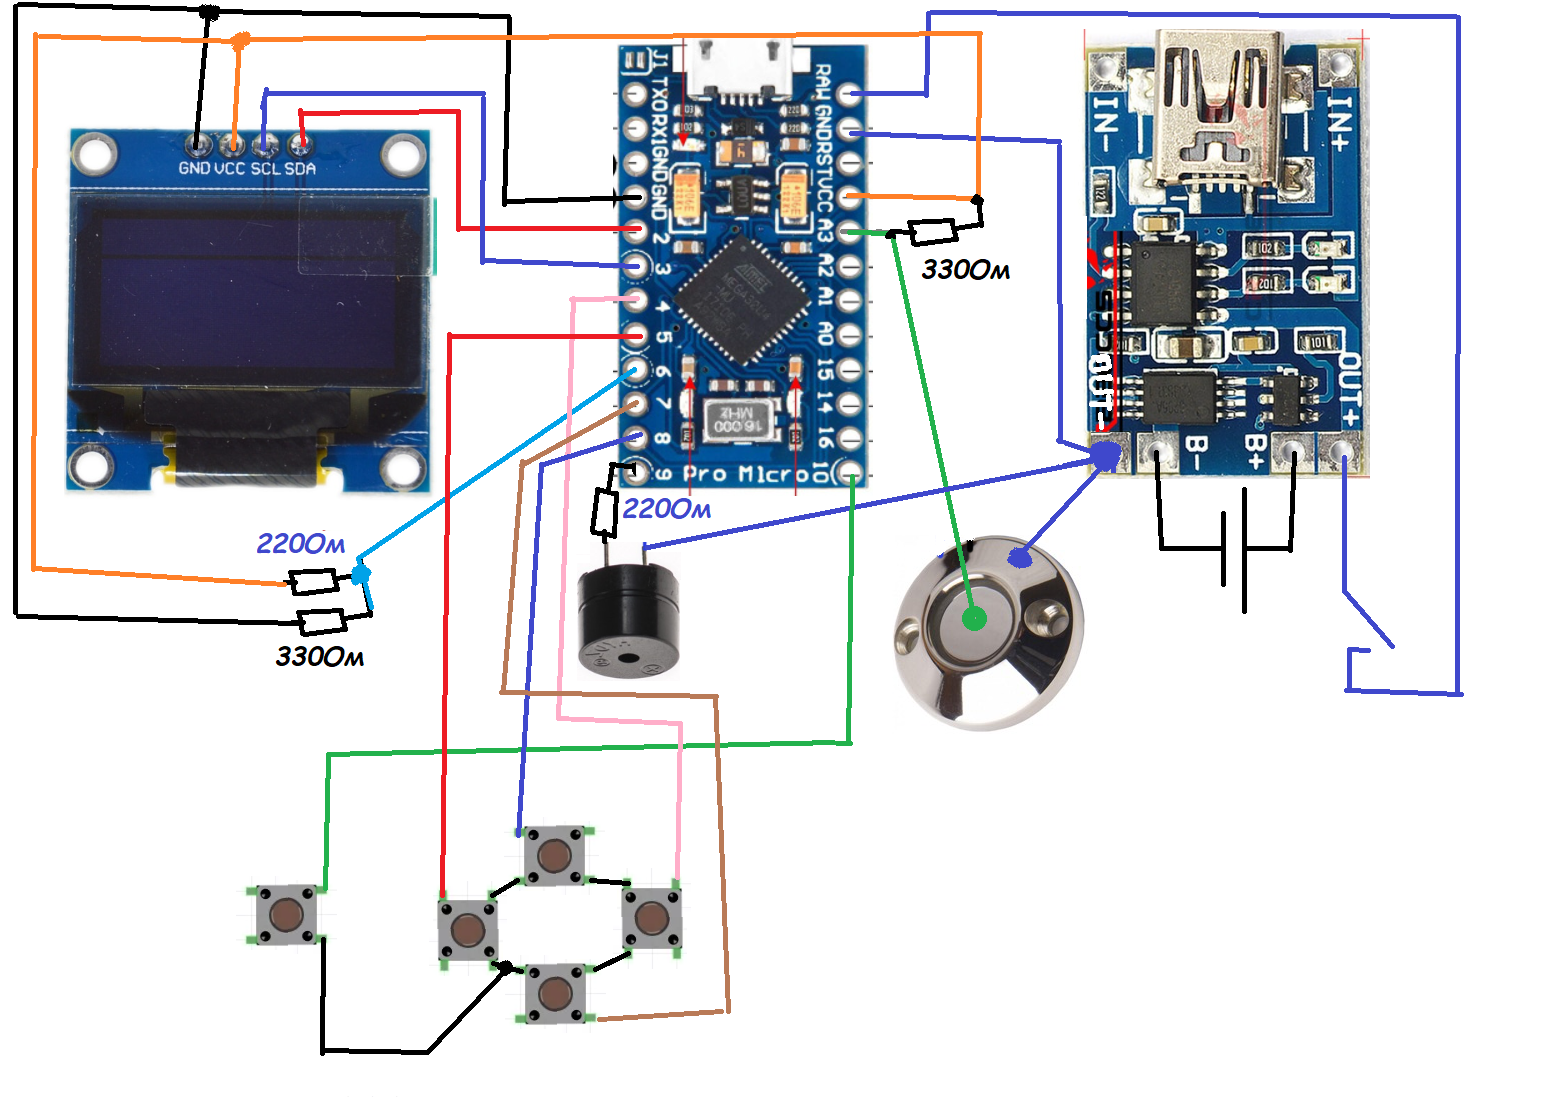 GND VCC SCL SDA
J1
TXO
RXI
GND
GND
2
3
4
5
6
7
8
9
RAW
GND
RST
VCC
A3
A2
A1
A0
15
14
16
10
Pro Micro
16.000
MHz
IN-
IN+
OUT+
B-
B+
330Ом
220Ом
220Ом
330Ом